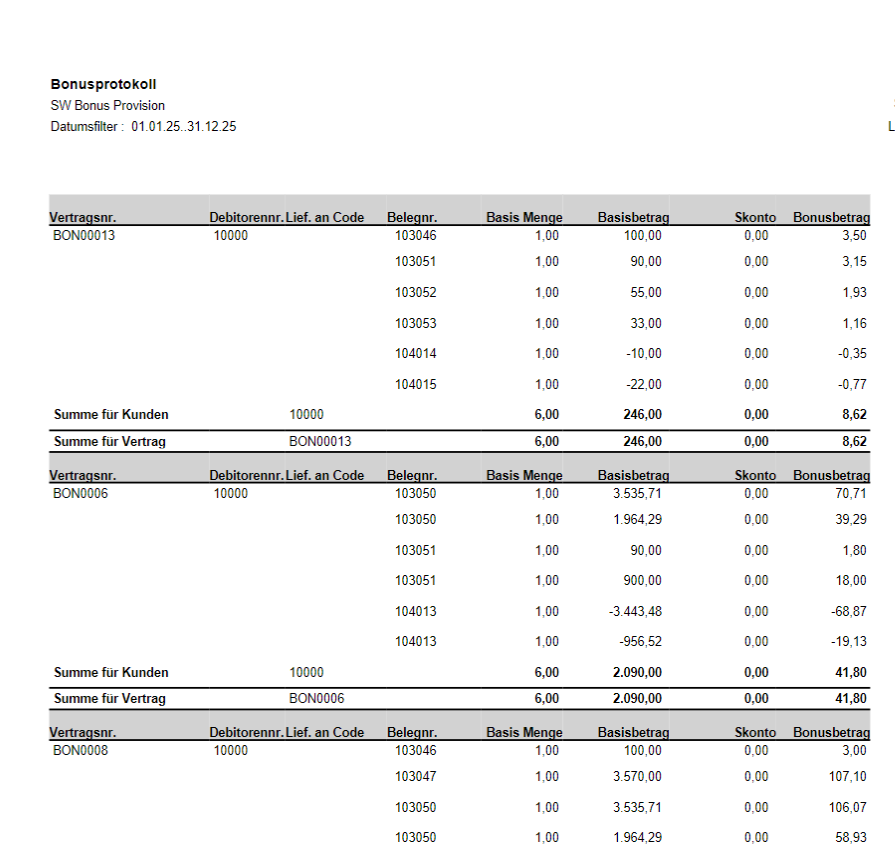 Bonusprotokoll
SW Bonus Provision
Datumsfilter : 01.01.25..31.12.25
L
Vertragsnr. Debitorennr. Lief. an Code Belegnr. Basis Menge Basisbetrag Skonto Bonusbetrag
BON00013 10000 103046 1,00 100,00 0,00 3,50
103051 1,00 90,00 0,00 3,15
103052 1,00 55,00 0,00 1,93
103053 1,00 33,00 0,00 1,16
104014 1,00 -10,00 0,00 -0,35
104015 1,00 -22,00 0,00 -0,77
Summe für Kunden 10000 6,00 246,00 0,00 8,62
Summe für Vertrag BON00013 6,00 246,00 0,00 8,62
Vertragsnr. Debitorennr. Lief. an Code Belegnr. Basis Menge Basisbetrag Skonto Bonusbetrag
BON0006 10000 103050 1,00 3.535,71 0,00 70,71
103050 1,00 1.964,29 0,00 39,29
103051 1,00 90,00 0,00 1,80
103051 1,00 900,00 0,00 18,00
104013 1,00 -3.443,48 0,00 -68,87
104013 1,00 -956,52 0,00 -19,13
Summe für Kunden 10000 6,00 2.090,00 0,00 41,80
Summe für Vertrag BON0006 6,00 2.090,00 0,00 41,80
Vertragsnr. Debitorennr. Lief. an Code Belegnr. Basis Menge Basisbetrag Skonto Bonusbetrag
BON0008 10000 103046 1,00 100,00 0,00 3,00
103047 1,00 3.570,00 0,00 107,10
103050 1,00 3.535,71 0,00 106,07
103050 1,00 1.964,29 0,00 58,93